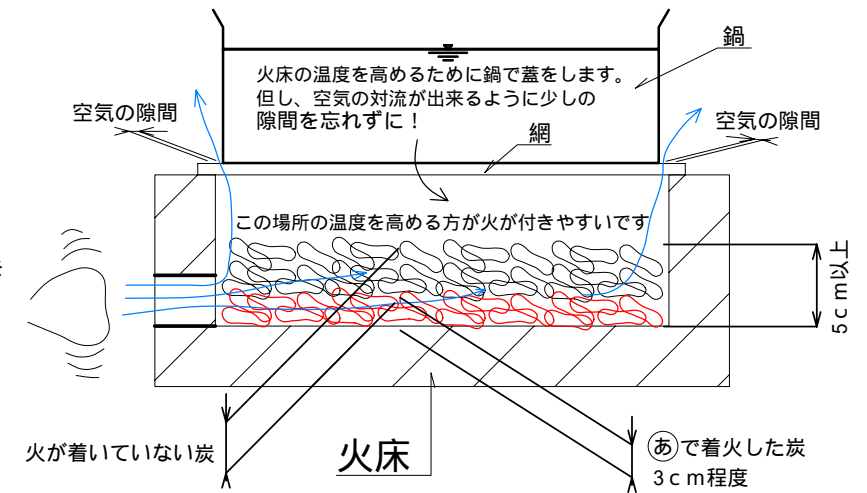 鍋
火床の温度を高めるために鍋で蓋をします。
但し、空気の対流が出来るように少しの
隙間を忘れずに！
空気の隙間
空気の隙間
網
この場所の温度を高める方が火が付きやすいです
5cm以上
火が着いていない炭
火床
あで着火した炭
3cm程度